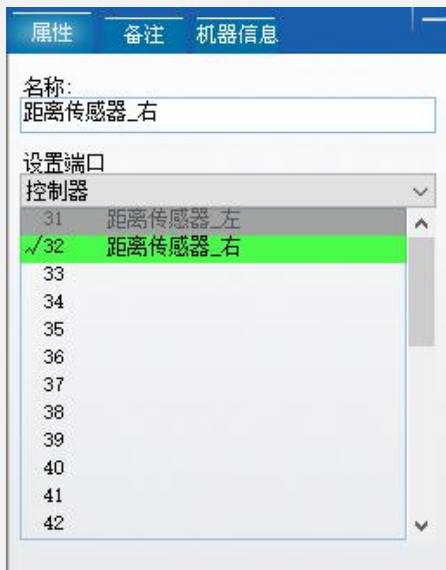 属性 备注 机器信息
名称:
距离传感器_右
设置端口
控制器
31 距离传感器_左
√32 距离传感器_右
33
34
35
36
37
38
39
40
41
42